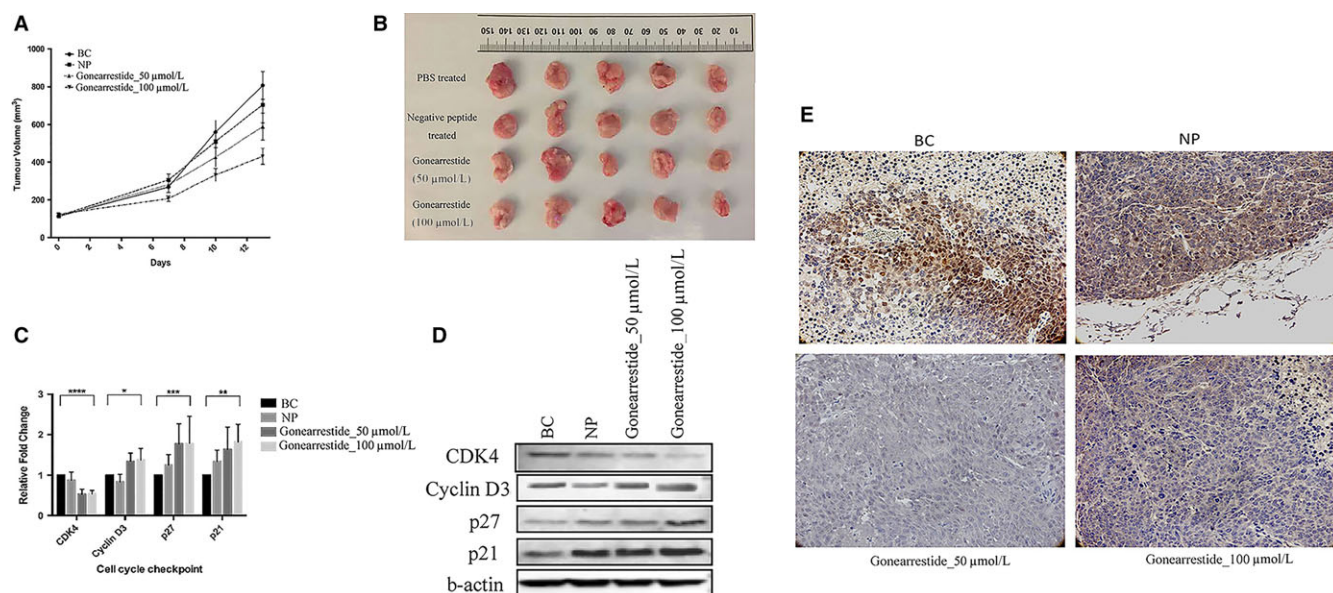 A
BC
NP
Gonearrestide_50 µmol/L
Gonearrestide_100 µmol/L
1000
800
600
400
200
0
Tumour Volume (mm³)
0 2 4 6 8 10 12
Days
B
150 140 130 120 110 100 90 80 70 60 50 40 30 20 10
PBS treated
Negative peptide
treated
Gonearrestide
(50 µmol/L)
Gonearrestide
(100 µmol/L)
C
3
2
1
0
Relative Fold Change
**** * *** **
BC
NP
Gonearrestide_50 µmol/L
Gonearrestide_100 µmol/L
CDK4 Cyclin D3 p27 p21
Cell cycle checkpoint
D
BC NP Gonearrestide_50 µmol/L Gonearrestide_100 µmol/L
CDK4
Cyclin D3
p27
p21
b-actin
E
BC NP
Gonearrestide_50 µmol/L Gonearrestide_100 µmol/L